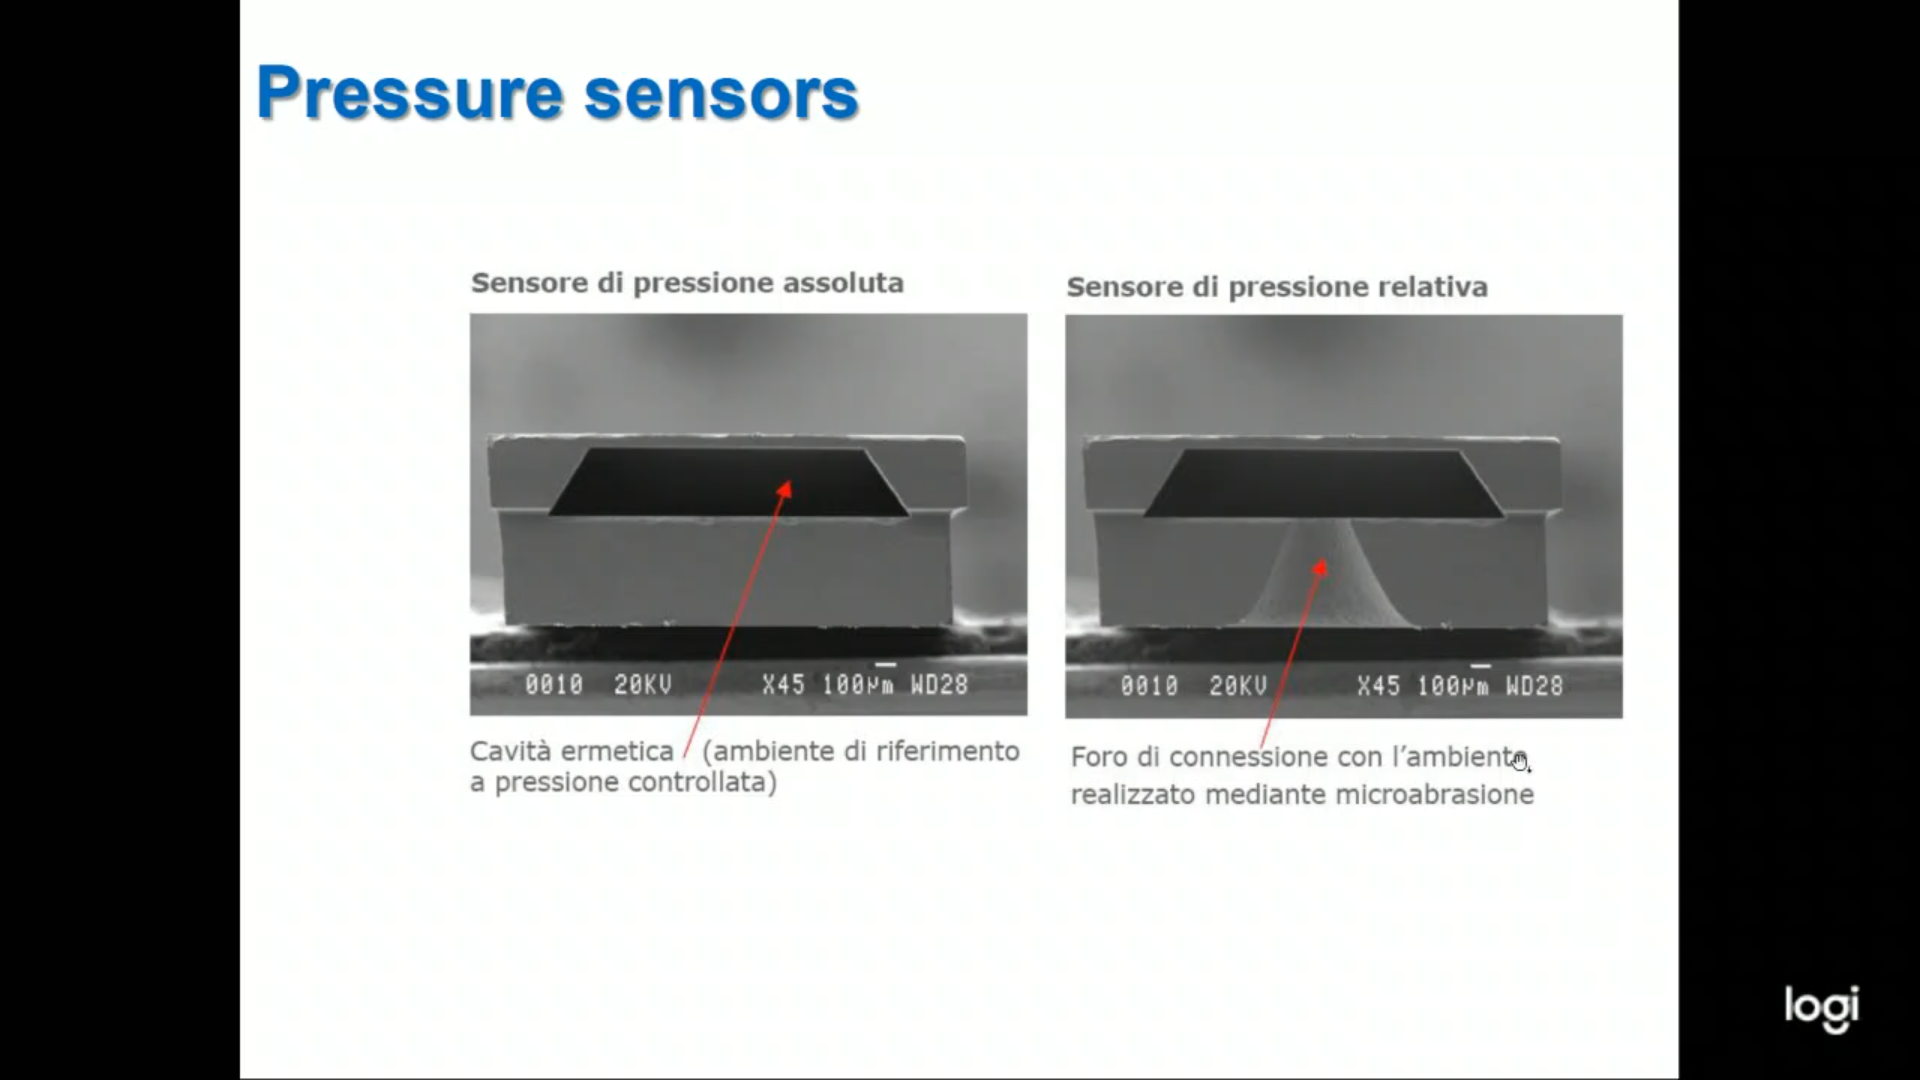 Pressure sensors
Sensore di pressione assoluta
Sensore di pressione relativa
0010 20KV X45 100µm WD28
0010 20KV X45 100µm WD28
Cavità ermetica (ambiente di riferimento
a pressione controllata)
Foro di connessione con l'ambiente
realizzato mediante microabrasione
logi